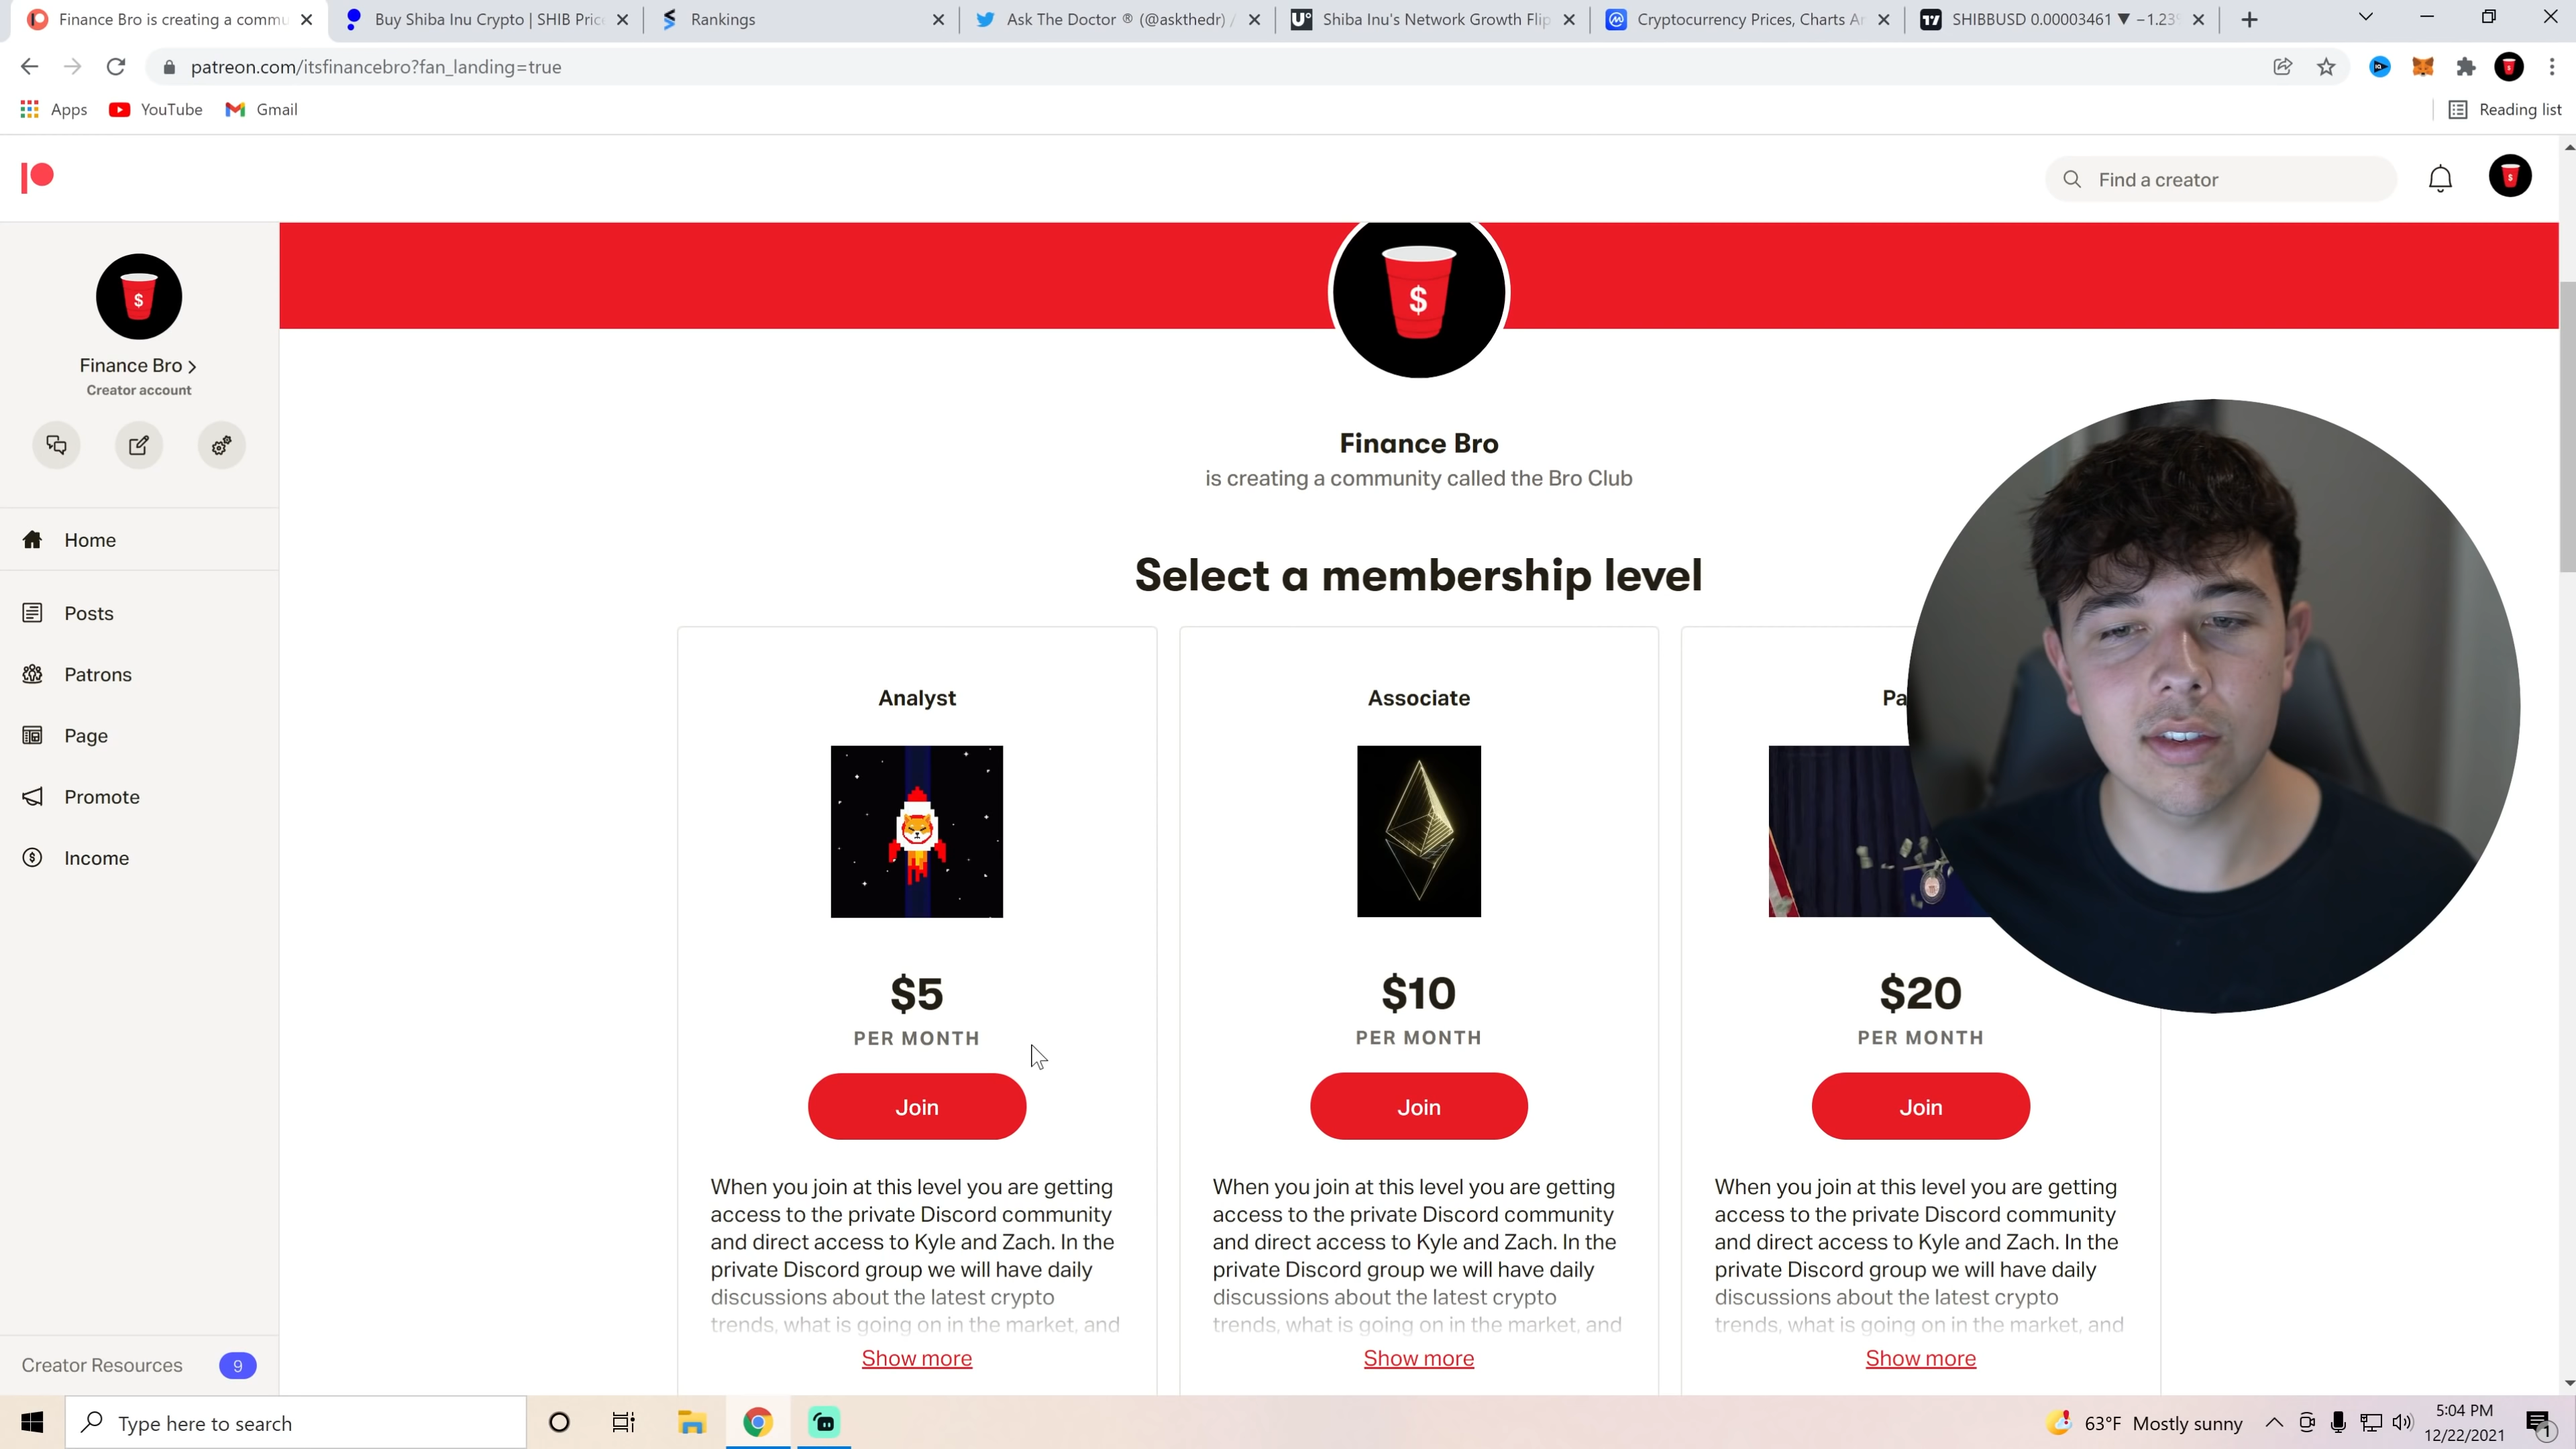 Finance Bro is creating a commu
Buy Shiba Inu Crypto | SHIB Pric
Rankings
Ask The Doctor ® (@askthedr) /
Shiba Inu's Network Growth Flip
Cryptocurrency Prices, Charts A
SHIBBUSD 0.00003461 ▼ −1.23%
patreon.com/itsfinancebro?fan_landing=true
Apps
YouTube
Gmail
Reading list
Find a creator
$
$
$
Finance Bro >
Creator account
Home
Posts
Patrons
Page
Promote
Income
Creator Resources
9
Finance Bro
is creating a community called the Bro Club
Select a membership level
Analyst
$5
PER MONTH
Join
When you join at this level you are getting
access to the private Discord community
and direct access to Kyle and Zach. In the
private Discord group we will have daily
discussions about the latest crypto
trends, what is going on in the market, and
Show more
Associate
$10
PER MONTH
Join
When you join at this level you are getting
access to the private Discord community
and direct access to Kyle and Zach. In the
private Discord group we will have daily
discussions about the latest crypto
trends, what is going on in the market, and
Show more
Pa
$20
PER MONTH
Join
When you join at this level you are getting
access to the private Discord community
and direct access to Kyle and Zach. In the
private Discord group we will have daily
discussions about the latest crypto
trends, what is going on in the market, and
Show more
Type here to search
63°F Mostly sunny
5:04 PM
12/22/2021
1